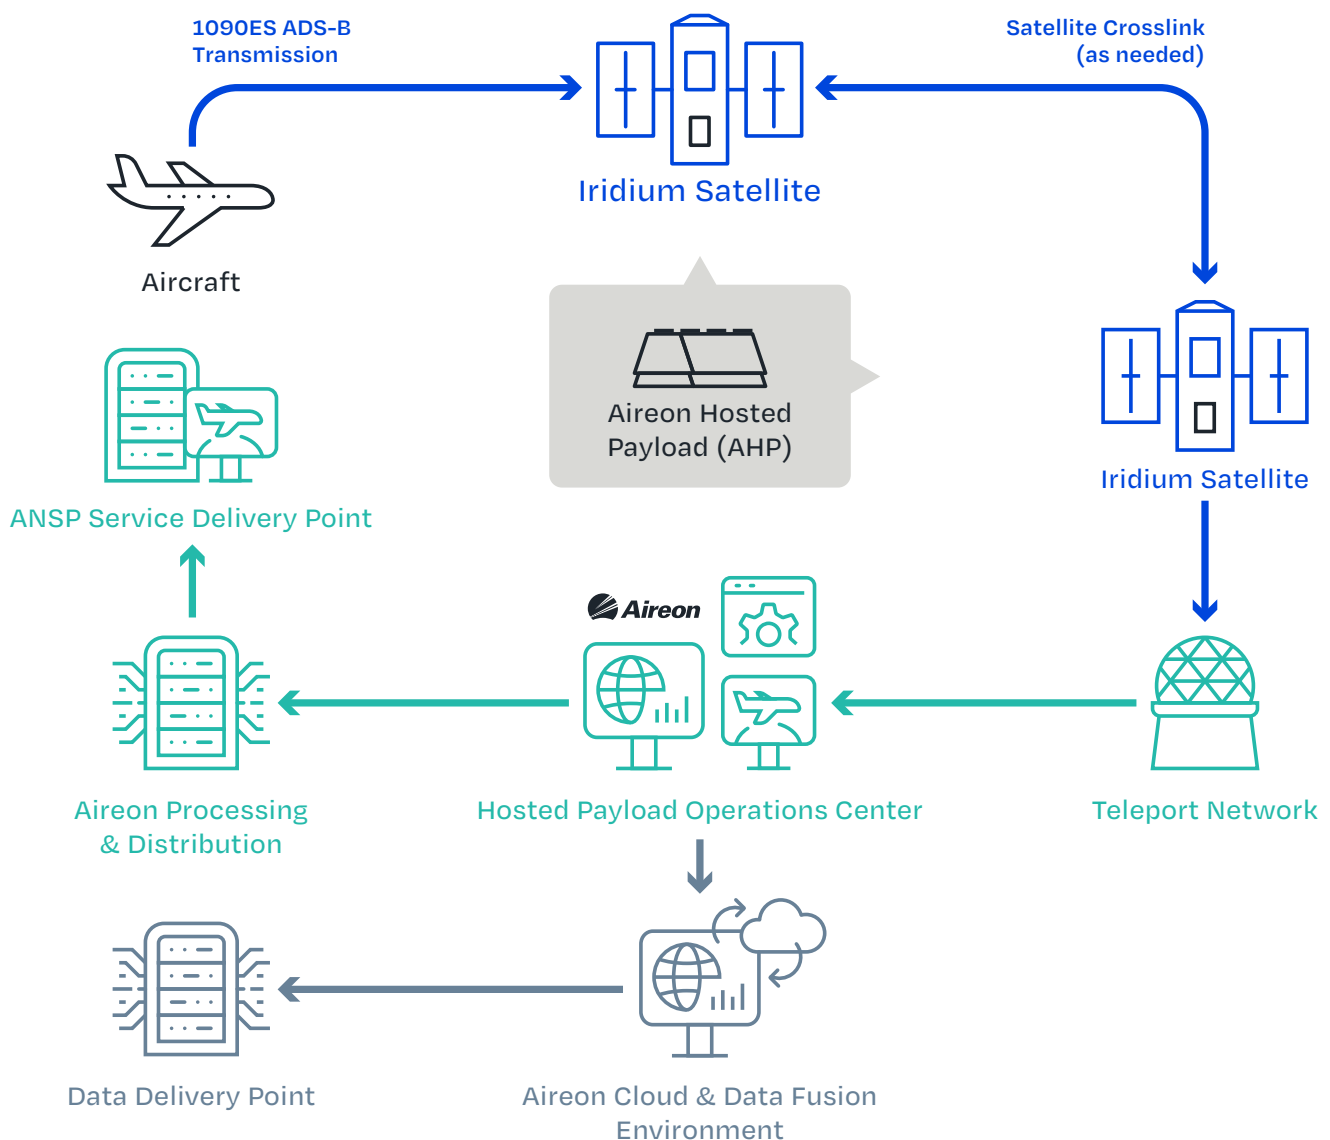 1090ES ADS-B
Transmission
Satellite Crosslink
(as needed)
Iridium Satellite
Aircraft
Aireon Hosted
Payload (AHP)
Iridium Satellite
ANSP Service Delivery Point
Aireon
Aireon Processing
& Distribution
Hosted Payload Operations Center
Teleport Network
Data Delivery Point
Aireon Cloud & Data Fusion
Environment